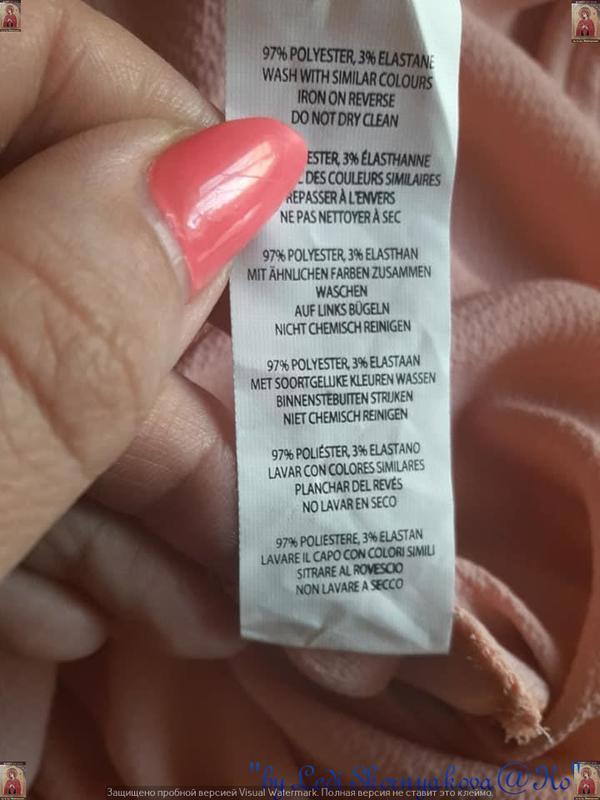 97% POLYESTER, 3% ELASTANE
WASH WITH SIMILAR COLOURS
IRON ON REVERSE
DO NOT DRY CLEAN
3% ÉLASTHANNE
DES COULEURS SIMILAIRES
REPASSER À L'ENVERS
NE PAS NETTOYER À SEC
97% POLYESTER, 3% ELASTHAN
MIT ÄHNLICHEN FARBEN ZUSAMMEN
WASCHEN
AUF LINKS BÜGELN
NICHT CHEMISCH REINIGEN
97% POLYESTER, 3% ELASTAAN
MET SOORTGELIJKE KLEUREN WASSEN
BINNENSTEBUITEN STRIJKEN
NIET CHEMISCH REINIGEN
97% POLIÉSTER, 3% ELASTANO
LAVAR CON COLORES SIMILARES
PLANCHAR DEL REVÉS
NO LAVAR EN SECO
97% POLIESTERE, 3% ELASTAN
LAVARE IL CAPO CON COLORI SIMILI
SITRARE AL ROVESCIO
NON LAVARE A SECCO
"by Ledi Shernyakova@Ko"
Защищено пробной версией Visual Watermark. Полная версия не ставит это клеймо.